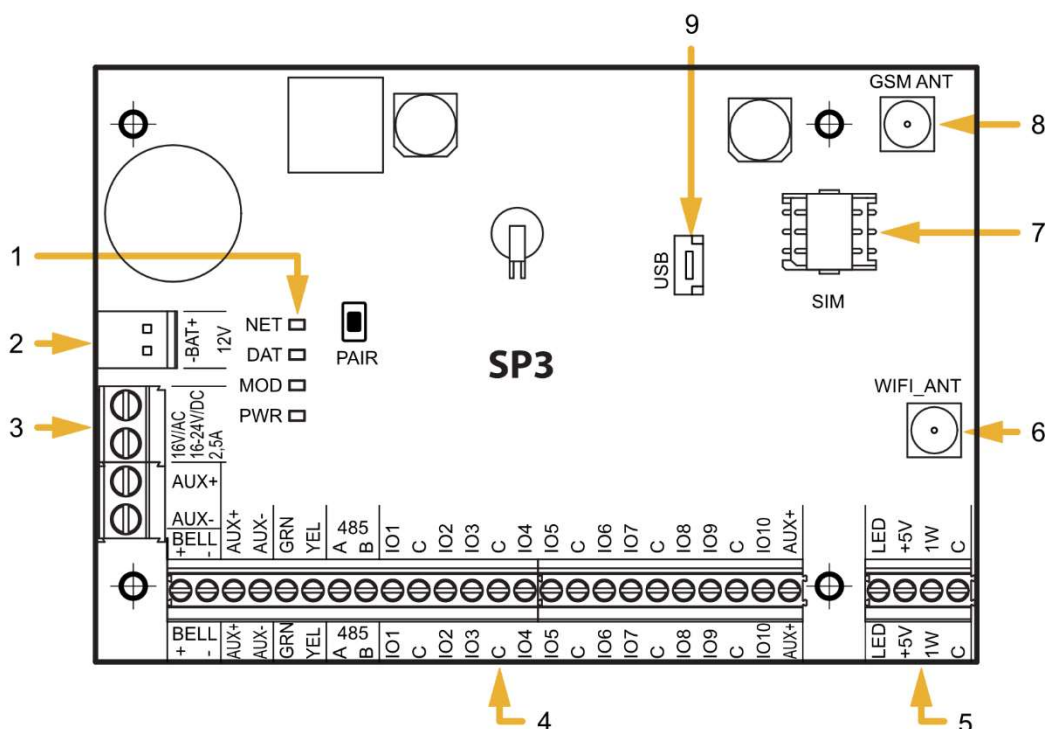 9
GSM ANT
8
7
USB
SIM
1
2
-BAT+
12V
NET
DAT
MOD
PWR
PAIR
SP3
WIFI_ANT
6
3
16V/AC
16-24V/DC
2,5A
AUX+
AUX-
BELL AUX+ AUX- GRN YEL 485 IO1 C IO2 IO3 C IO4 IO5 C IO6 IO7 C IO8 IO9 C IO10 AUX+ LED +5V 1W C
+ - A B
BELL AUX+ AUX- GRN YEL 485 IO1 C IO2 IO3 C IO4 IO5 C IO6 IO7 C IO8 IO9 C IO10 AUX+ LED +5V 1W C
+ - A B
4
5